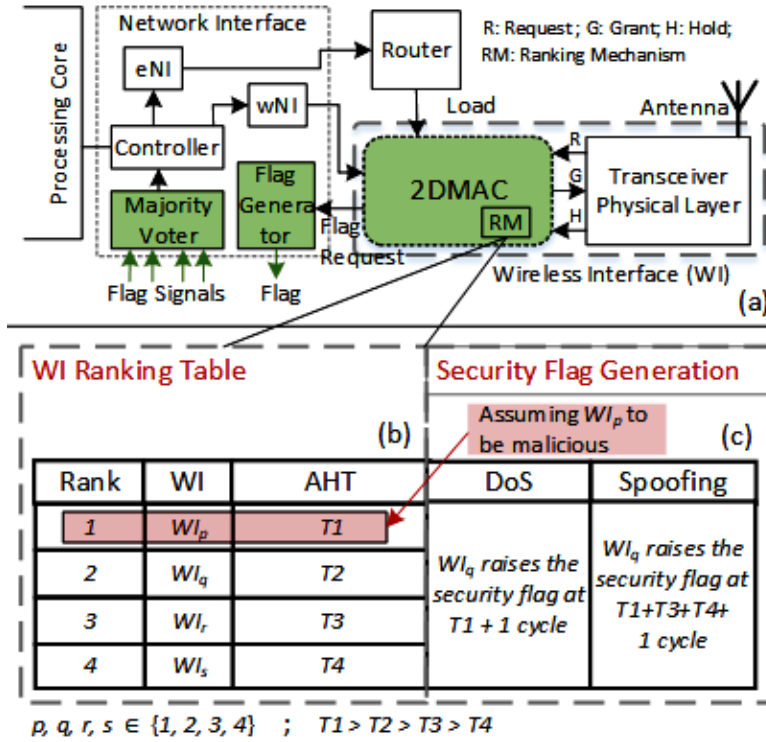 Network Interface
Processing Core
eNI
Router
R: Request ; G: Grant; H: Hold;
RM: Ranking Mechanism
wNI
Load
Antenna
Controller
Majority
Voter
Flag
Genera
tor
2DMAC
RM
R
G
H
Transceiver
Physical Layer
Flag
Request
Flag Signals
Flag
Wireless Interface (WI)
(a)
WI Ranking Table
Security Flag Generation
(b)
Assuming WIp to
be malicious
(c)
Rank WI AHT DoS Spoofing
1 WIp T1
2 WIq T2
3 WIr T3
4 WIs T4
WIq raises the
security flag at
T1 + 1 cycle
WIq raises the
security flag at
T1+T3+T4+
1 cycle
p, q, r, s ∈ {1, 2, 3, 4} ; T1 > T2 > T3 > T4